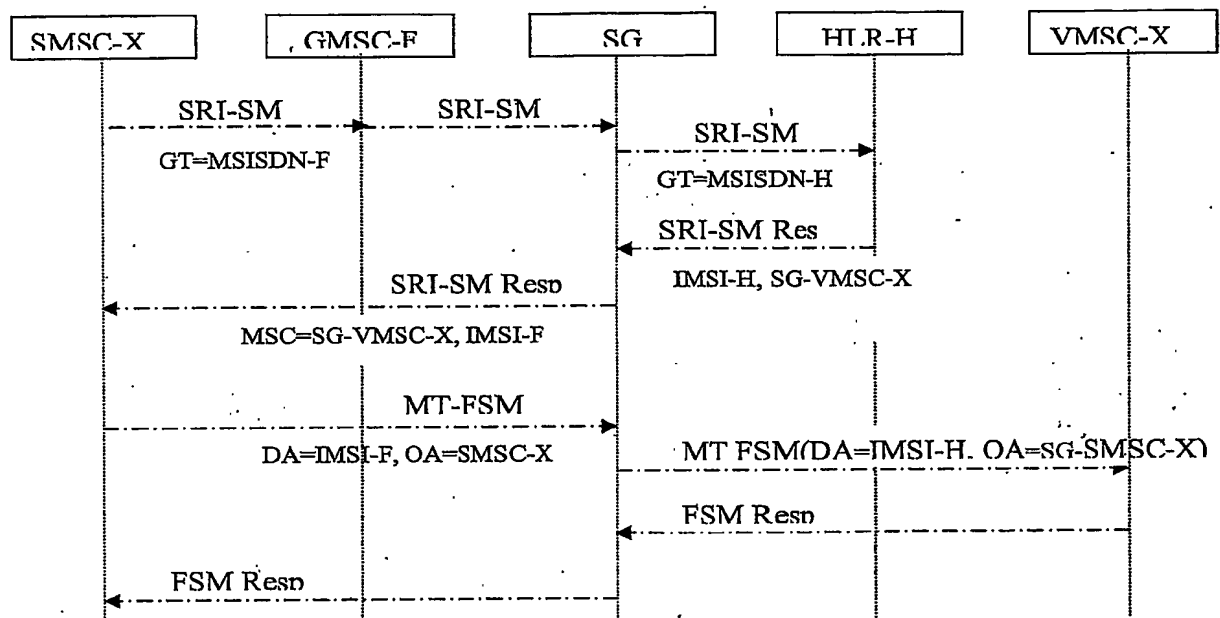 SMSC-X GMSC-F SG HLR-H VMSC-X
SRI-SM SRI-SM
GT=MSISDN-F
SRI-SM
GT=MSISDN-H
SRI-SM Res
IMSI-H, SG-VMSC-X
SRI-SM Resp
MSC=SG-VMSC-X, IMSI-F
MT-FSM
DA=IMSI-F, OA=SMSC-X
MT FSM(DA=IMSI-H, OA=SG-SMSC-X)
FSM Resp
FSM Resp